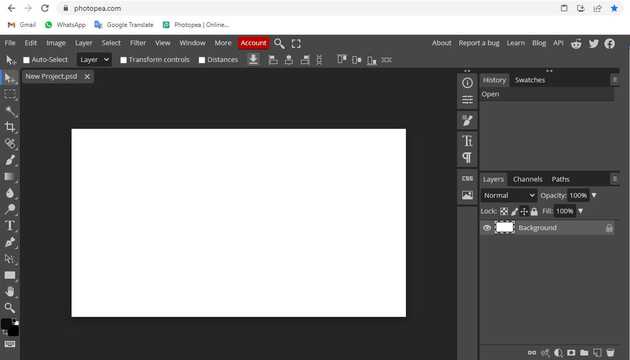 photopea.com
Gmail WhatsApp Google Translate Photopea | Online...
File Edit Image Layer Select Filter View Window More Account About Report a bug Learn Blog API
Auto-Select Layer Transform controls Distances
New Project.psd
History Swatches
Open
CSS
Layers Channels Paths
Normal Opacity: 100%
Lock: Fill: 100%
Background